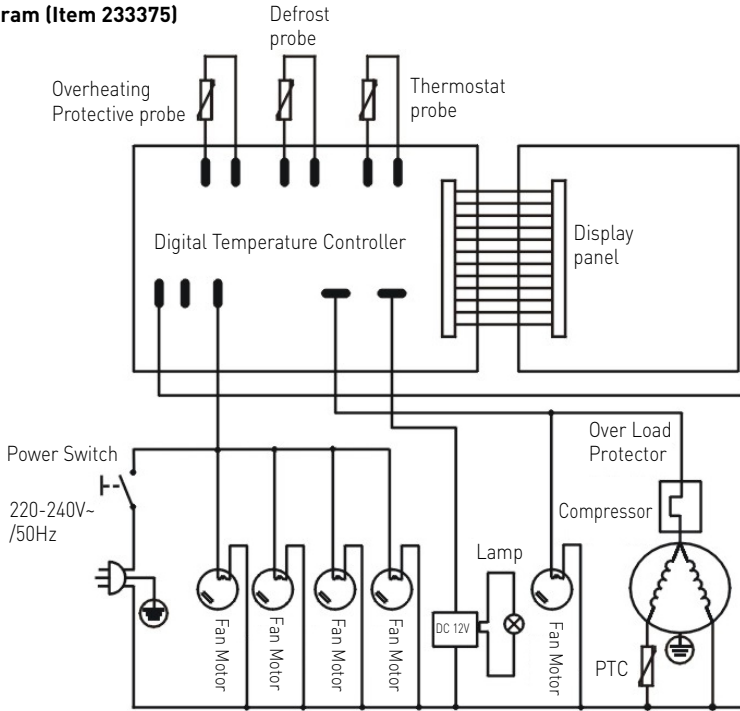 ram (Item 233375)
Defrost
probe
Overheating
Protective probe
Thermostat
probe
Digital Temperature Controller
Display
panel
Power Switch
220-240V~
/50Hz
Over Load
Protector
Compressor
Lamp
DC 12V
Fan Motor
Fan Motor
Fan Motor
Fan Motor
Fan Motor
PTC